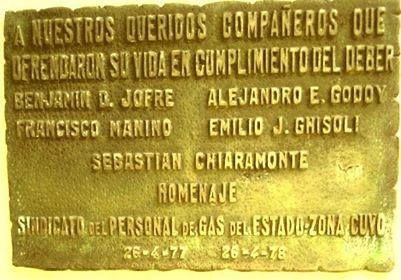 A NUESTROS QUERIDOS COMPAÑEROS QUE
OFRENDARON SU VIDA EN CUMPLIMIENTO DEL DEBER
BENJAMIN D. JOFRE ALEJANDRO E. GODOY
FRANCISCO MANINO EMILIO J. GHISOLI
SEBASTIAN CHIARAMONTE
HOMENAJE
SINDICATO DEL PERSONAL DE GAS DEL ESTADO-ZONA CUYO
26-4-77 26-4-78